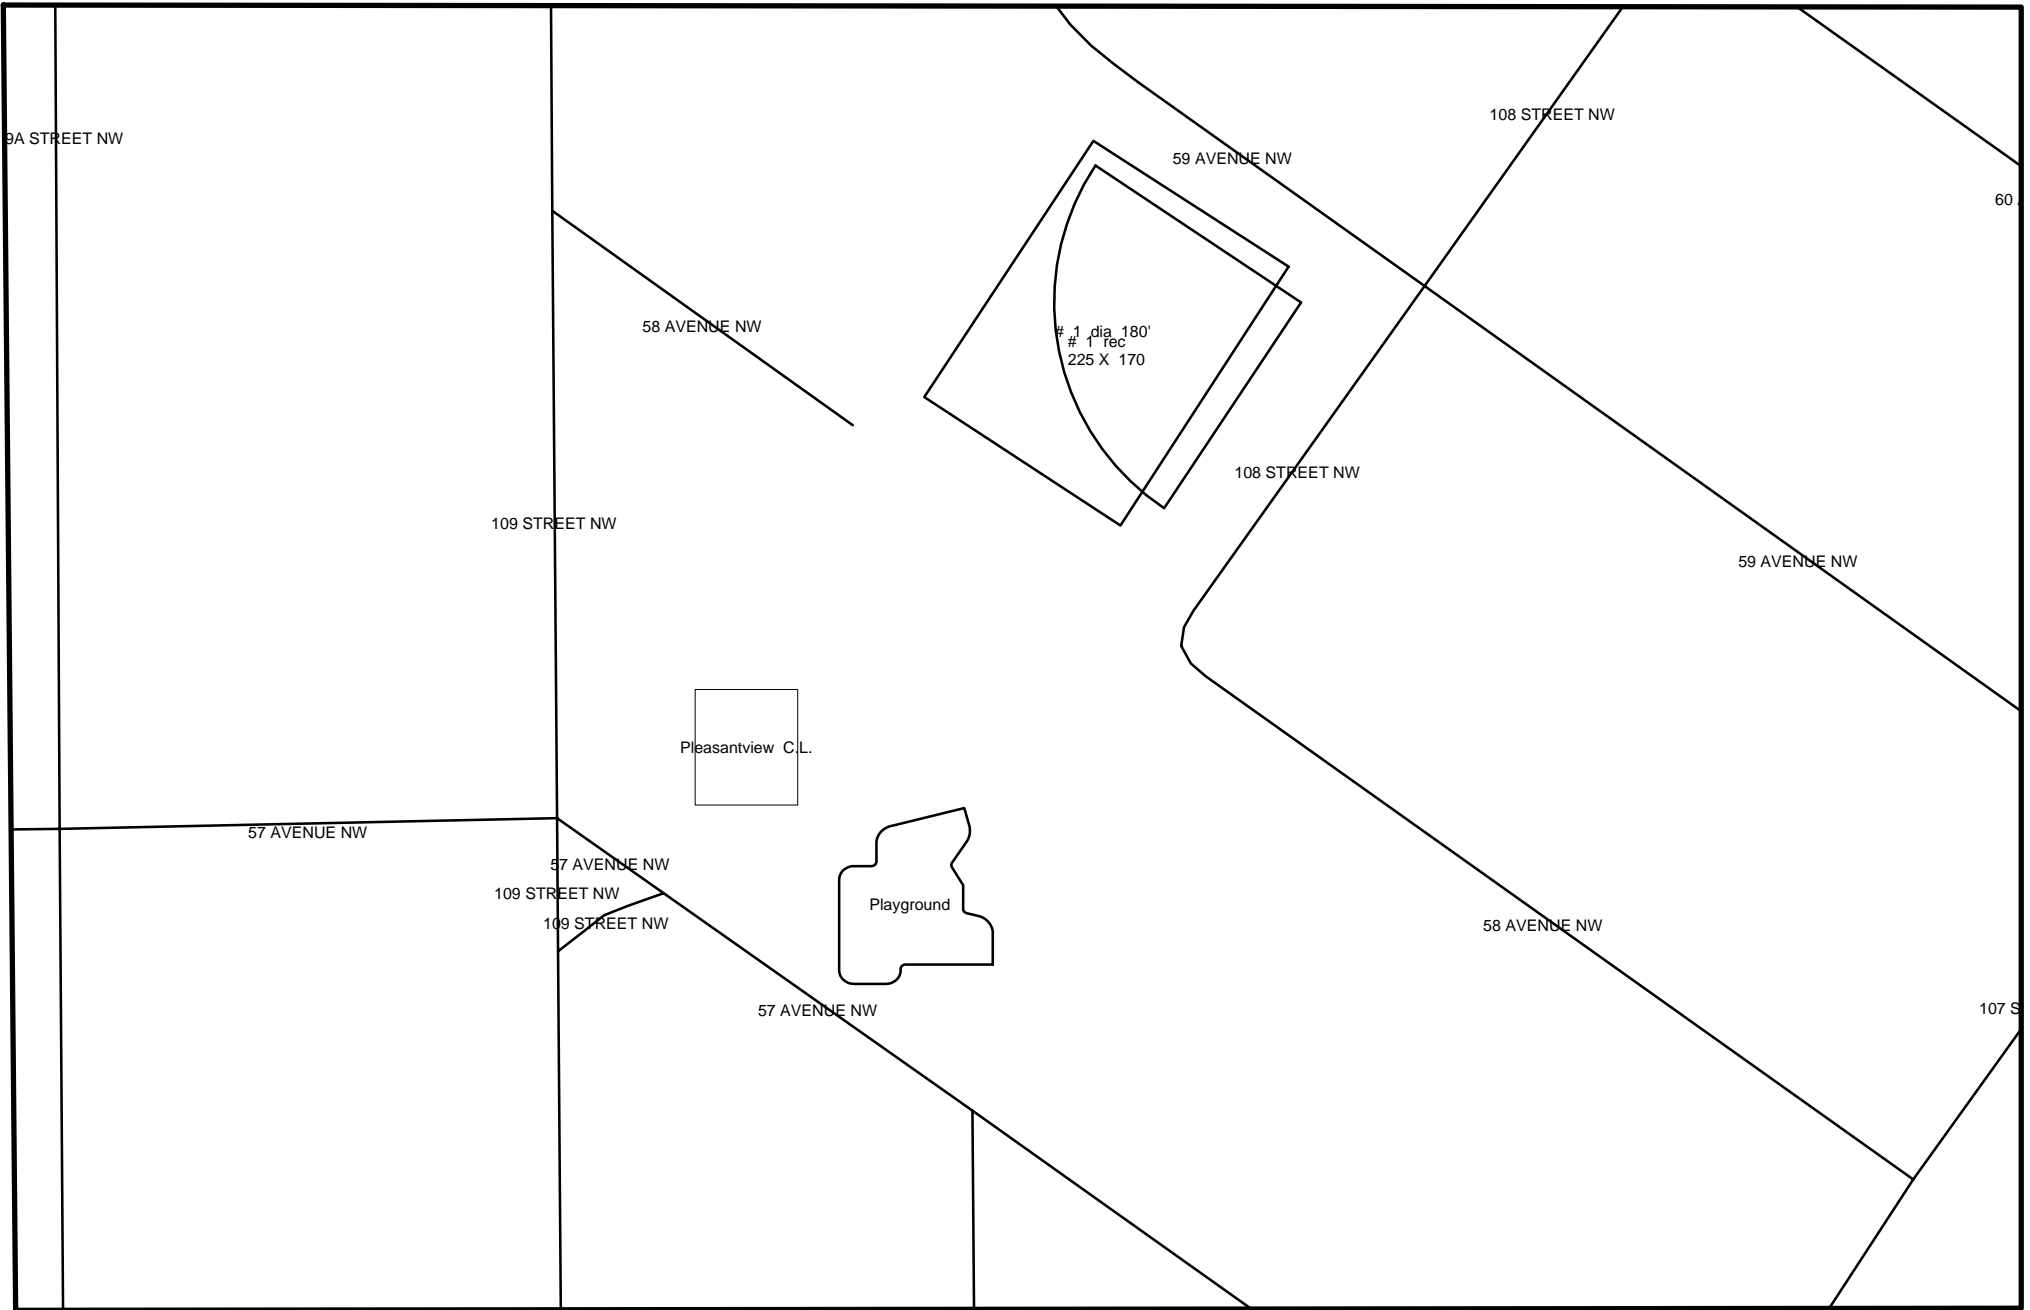 108 STREET NW
9A STREET NW
59 AVENUE NW
60
58 AVENUE NW
# 1 dia 180'
# 1 rec
225 X 170
108 STREET NW
109 STREET NW
59 AVENUE NW
Pleasantview C.L.
57 AVENUE NW
57 AVENUE NW
109 STREET NW
Playground
109 STREET NW
58 AVENUE NW
57 AVENUE NW
107 S